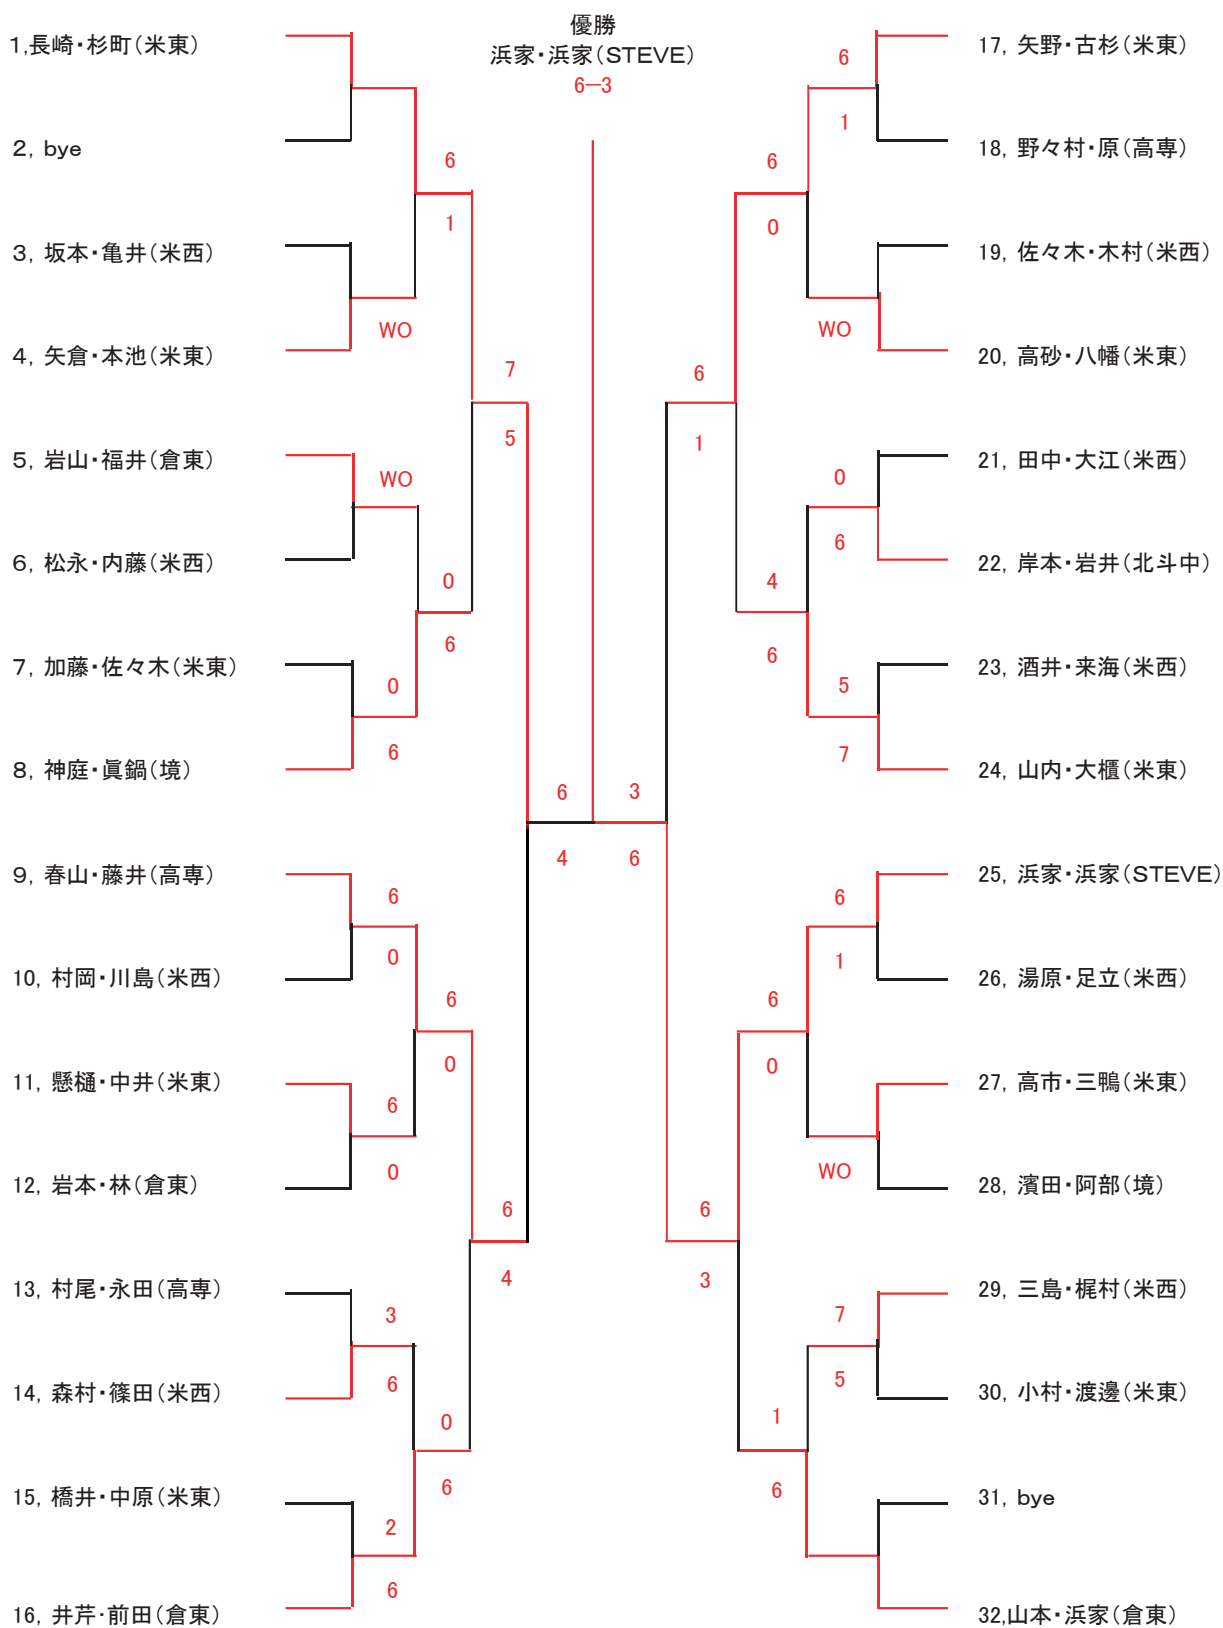 優勝
浜家・浜家(STEVE)
6―3
1,長崎・杉町(米東)
2, bye
3, 坂本・亀井(米西)
4, 矢倉・本池(米東)
5, 岩山・福井(倉東)
6, 松永・内藤(米西)
7, 加藤・佐々木(米東)
8, 神庭・眞鍋(境)
9, 春山・藤井(高専)
10, 村岡・川島(米西)
11, 懸樋・中井(米東)
12, 岩本・林(倉東)
13, 村尾・永田(高専)
14, 森村・篠田(米西)
15, 橋井・中原(米東)
16, 井芹・前田(倉東)
WO
WO
0
6
6
0
6
0
3
6
2
6
6
1
0
6
6
0
0
6
7
5
6
4
6
4
3
6
6
1
6
3
6
0
4
6
6
0
1
6
6
1
WO
0
6
5
7
6
1
WO
7
5
17, 矢野・古杉(米東)
18, 野々村・原(高専)
19, 佐々木・木村(米西)
20, 高砂・八幡(米東)
21, 田中・大江(米西)
22, 岸本・岩井(北斗中)
23, 酒井・来海(米西)
24, 山内・大櫃(米東)
25, 浜家・浜家(STEVE)
26, 湯原・足立(米西)
27, 高市・三鴨(米東)
28, 濱田・阿部(境)
29, 三島・梶村(米西)
30, 小村・渡邊(米東)
31, bye
32,山本・浜家(倉東)